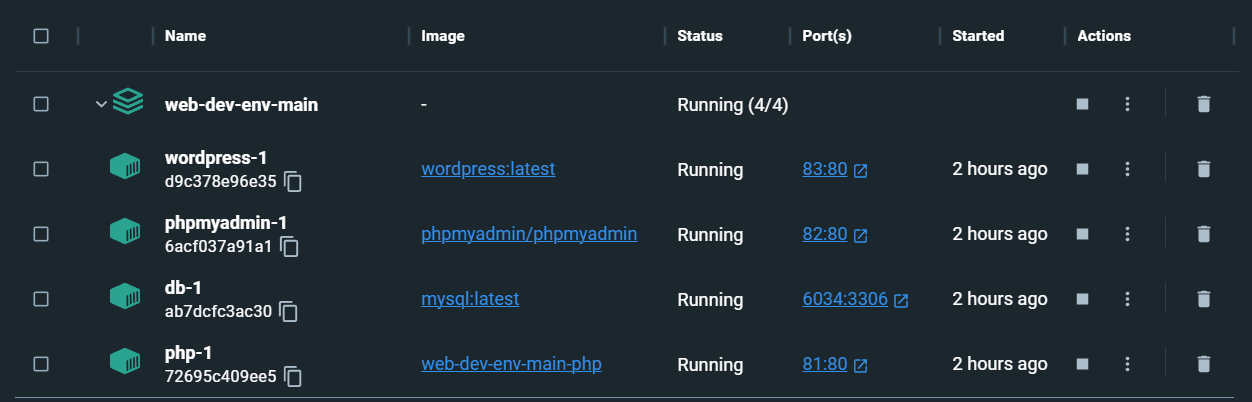 Name Image Status Port(s) Started Actions
web-dev-env-main - Running (4/4)
wordpress-1
d9c378e96e35 wordpress:latest Running 83:80 2 hours ago
phpmyadmin-1
6acf037a91a1 phpmyadmin/phpmyadmin Running 82:80 2 hours ago
db-1
ab7dcfc3ac30 mysql:latest Running 6034:3306 2 hours ago
php-1
72695c409ee5 web-dev-env-main-php Running 81:80 2 hours ago